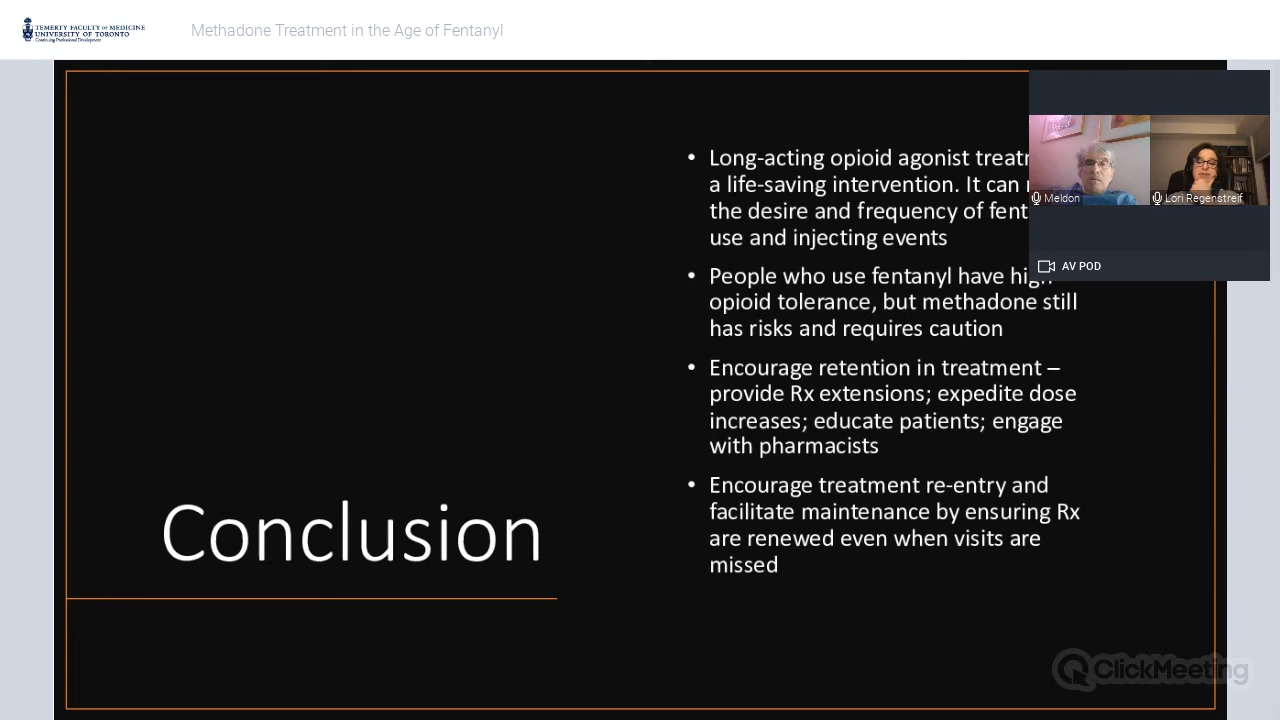 TEMERTY FACULTY OF MEDICINE
UNIVERSITY OF TORONTO
Continuing Professional Development
Methadone Treatment in the Age of Fentanyl
Long-acting opioid agonist
a life-saving intervention. It can
the desire and frequency of
use and injecting events
• People who use fentanyl have
opioid tolerance, but methadone still
has risks and requires caution
• Encourage retention in treatment –
provide Rx extensions; expedite dose
increases; educate patients; engage
with pharmacists
• Encourage treatment re-entry and
facilitate maintenance by ensuring Rx
are renewed even when visits are
missed
Conclusion
Meldon
Lori Regenstreif
AV POD
ClickMeeting